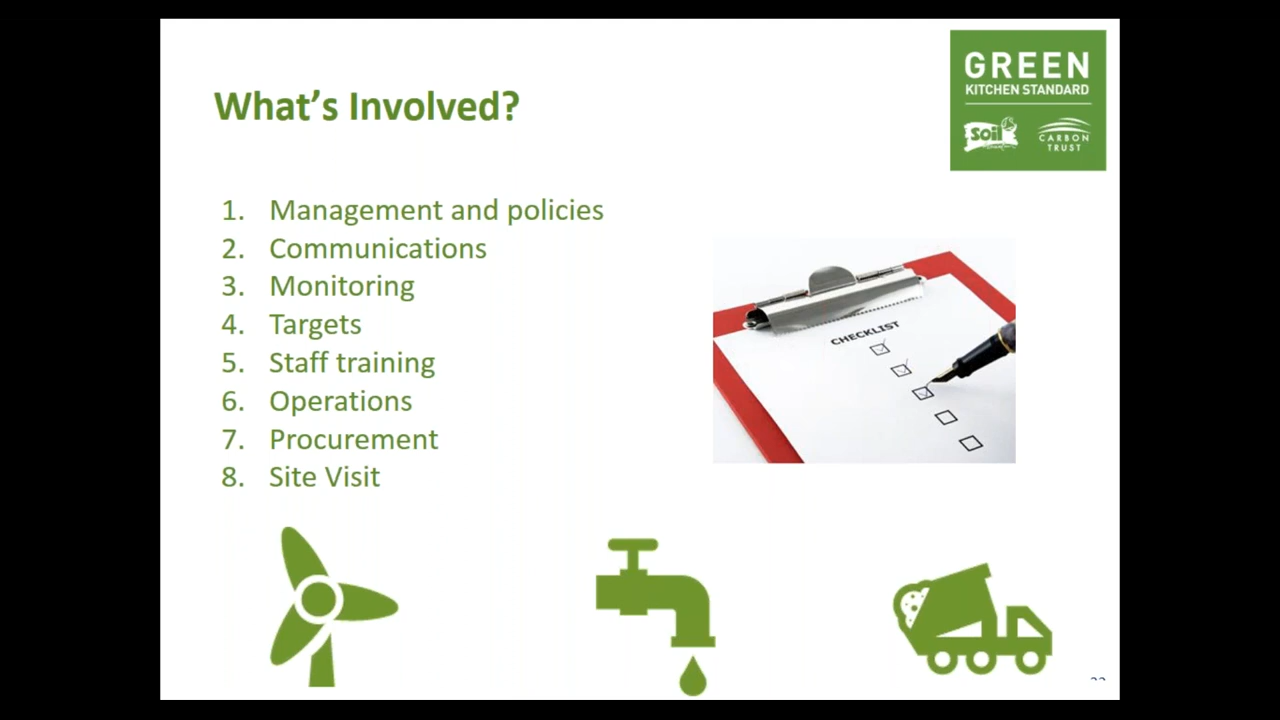 What's Involved?
GREEN
KITCHEN STANDARD
Soil
CARBON
TRUST
1. Management and policies
2. Communications
3. Monitoring
4. Targets
5. Staff training
6. Operations
7. Procurement
8. Site Visit
CHECKLIST